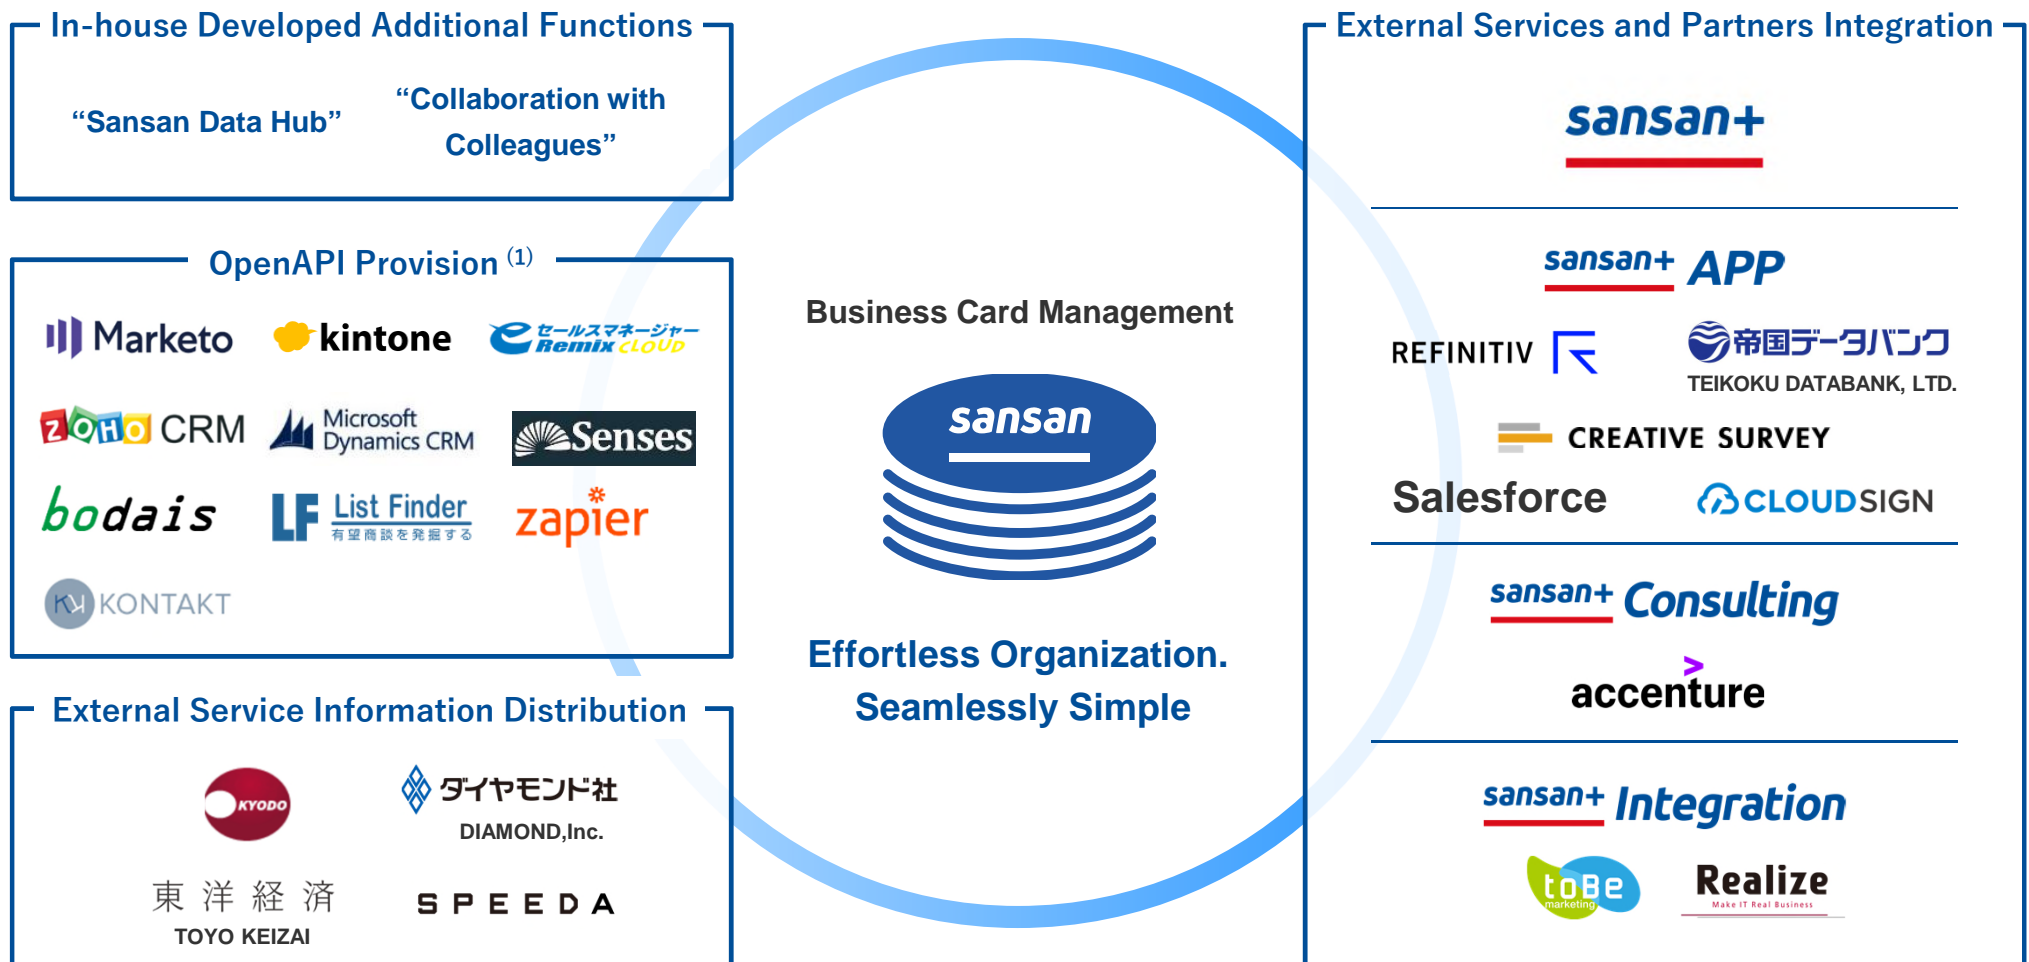 In-house Developed Additional Functions
“Sansan Data Hub”
“Collaboration with
Colleagues”
OpenAPI Provision (1)
Marketo
kintone
eセールスマネージャー
Remix CLOUD
ZOHO CRM
Microsoft
Dynamics CRM
Senses
bodais
LF List Finder
有望商談を発掘する
zapier
KONTAKT
External Service Information Distribution
KYODO
ダイヤモンド社
DIAMOND,Inc.
東洋経済
TOYO KEIZAI
SPEEDA
Business Card Management
sansan
Effortless Organization.
Seamlessly Simple
External Services and Partners Integration
sansan+
sansan+ APP
REFINITIV
帝国データバンク
TEIKOKU DATABANK, LTD.
CREATIVE SURVEY
Salesforce
CLOUDSIGN
sansan+ Consulting
accenture
sansan+ Integration
toBe
marketing
Realize
Make IT Real Business